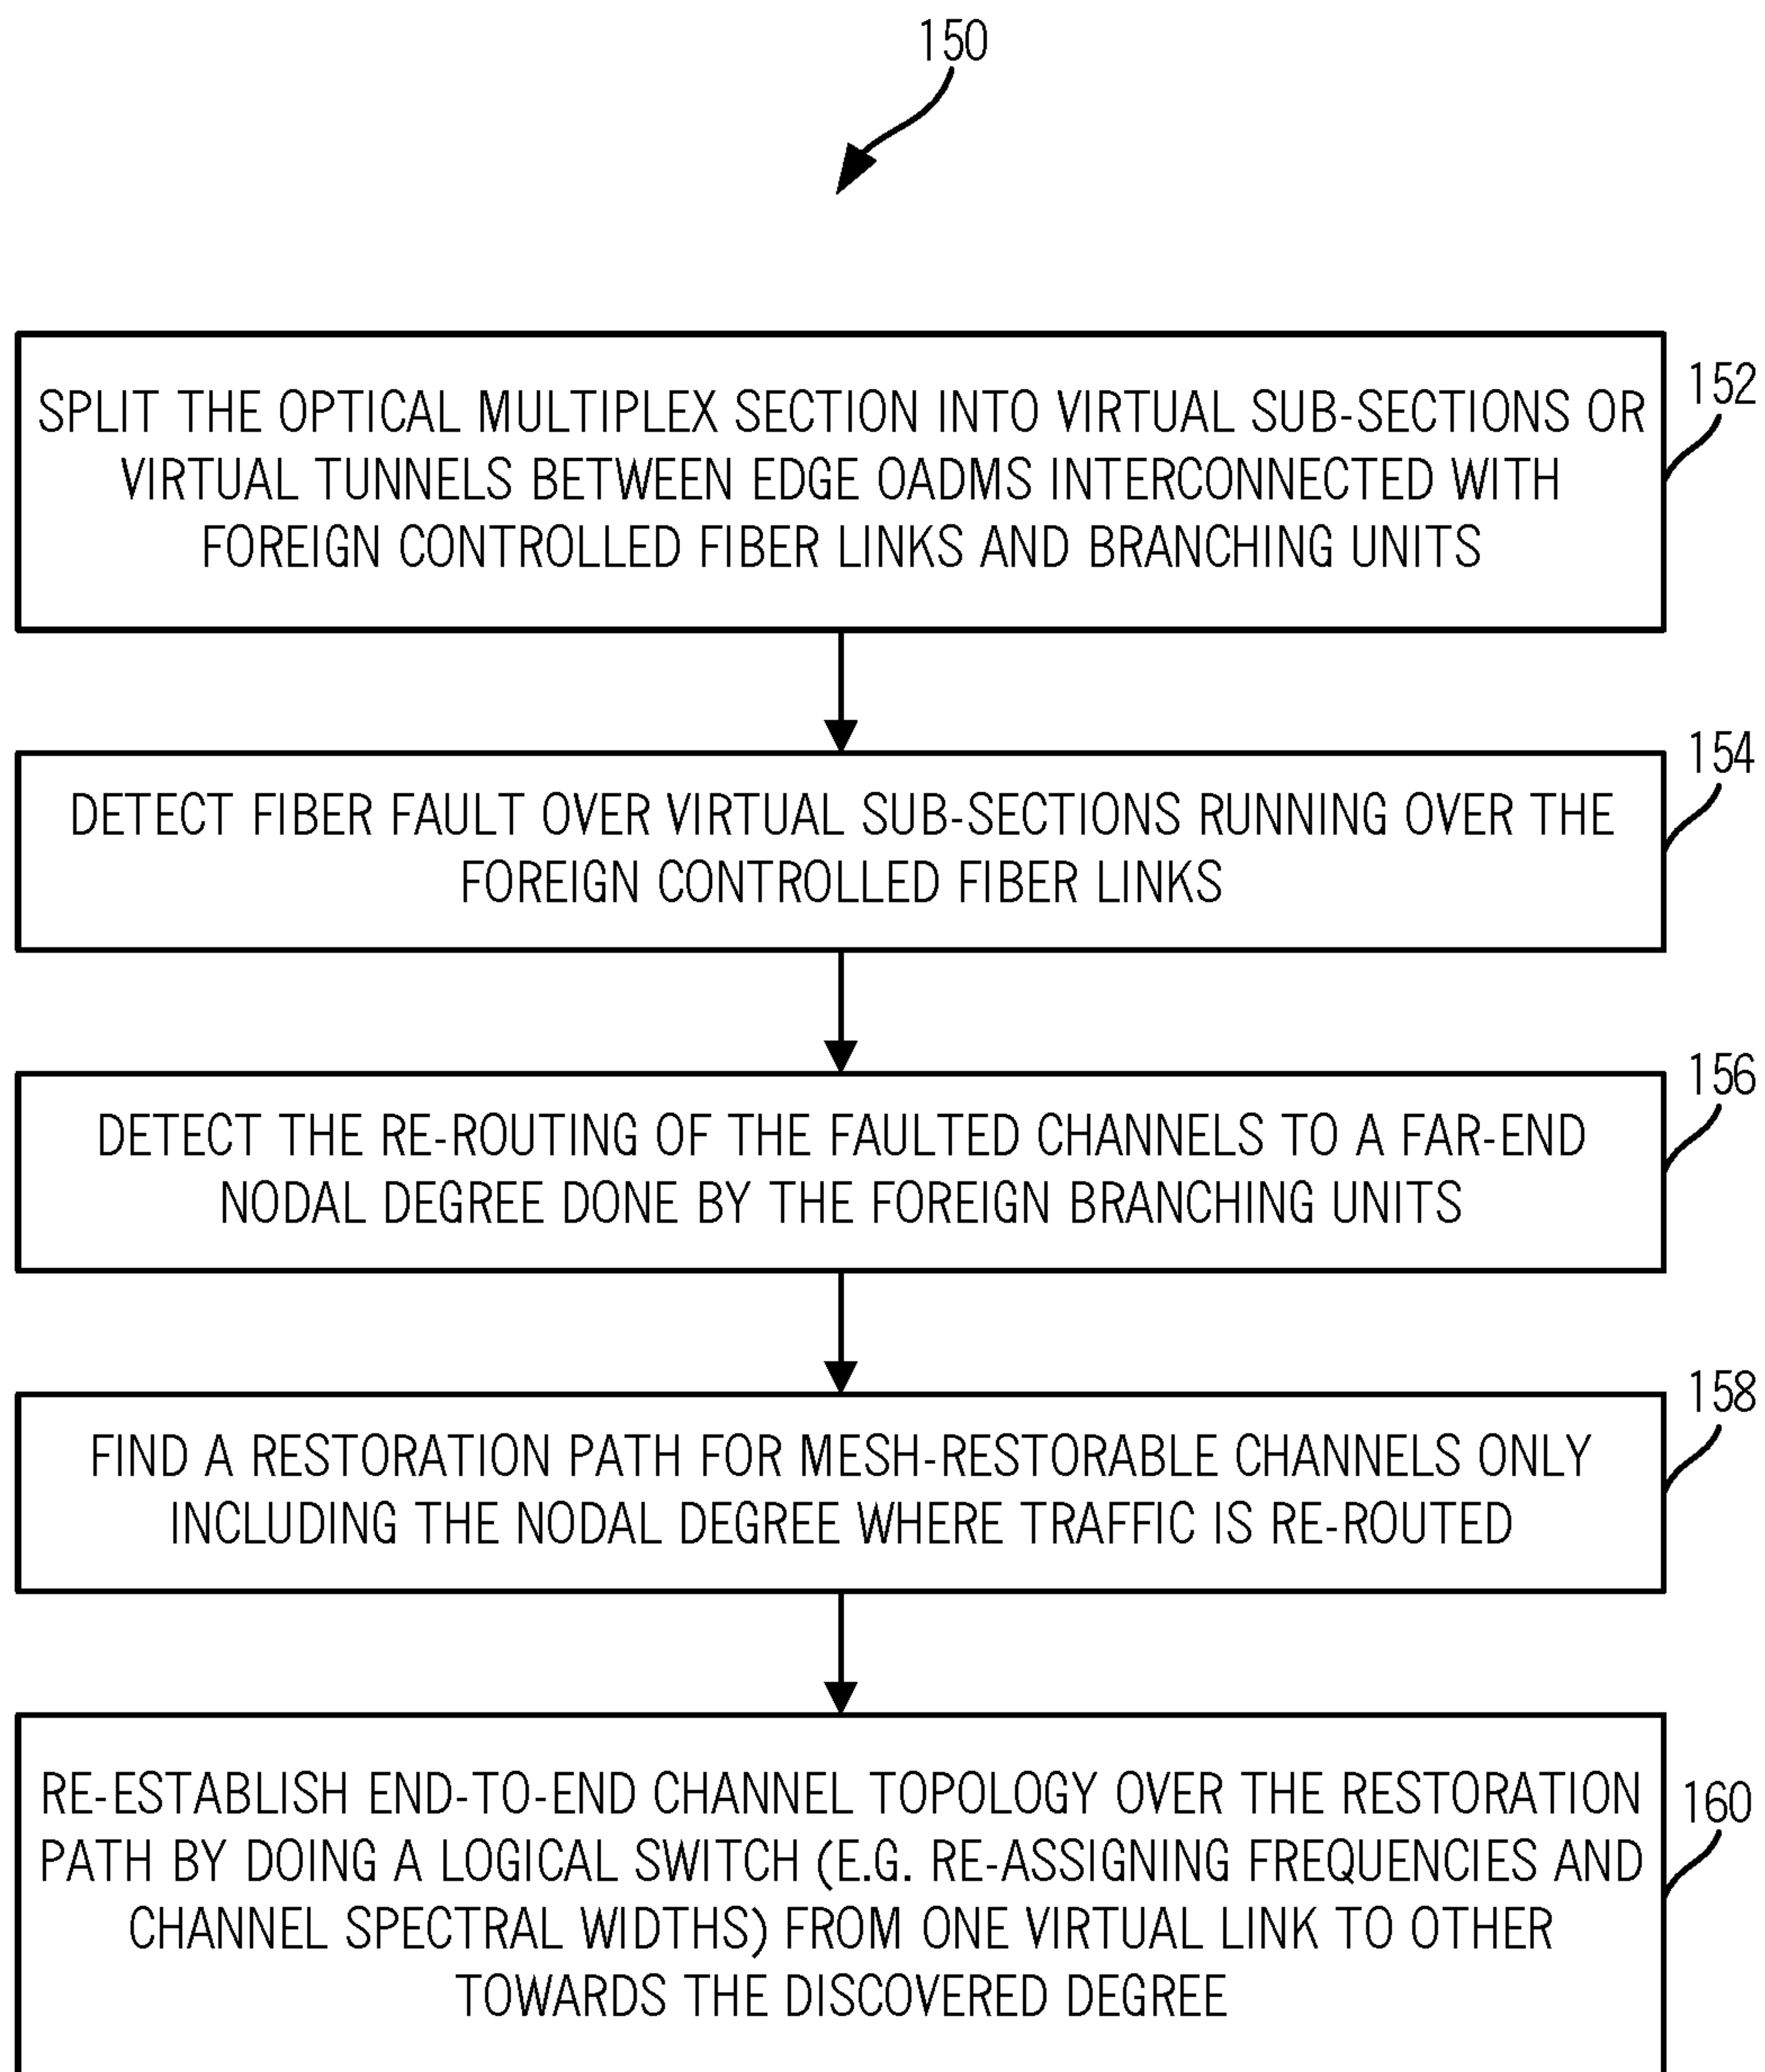 150
SPLIT THE OPTICAL MULTIPLEX SECTION INTO VIRTUAL SUB-SECTIONS OR
VIRTUAL TUNNELS BETWEEN EDGE OADMS INTERCONNECTED WITH
FOREIGN CONTROLLED FIBER LINKS AND BRANCHING UNITS
152
DETECT FIBER FAULT OVER VIRTUAL SUB-SECTIONS RUNNING OVER THE
FOREIGN CONTROLLED FIBER LINKS
154
DETECT THE RE-ROUTING OF THE FAULTED CHANNELS TO A FAR-END
NODAL DEGREE DONE BY THE FOREIGN BRANCHING UNITS
156
FIND A RESTORATION PATH FOR MESH-RESTORABLE CHANNELS ONLY
INCLUDING THE NODAL DEGREE WHERE TRAFFIC IS RE-ROUTED
158
RE-ESTABLISH END-TO-END CHANNEL TOPOLOGY OVER THE RESTORATION
PATH BY DOING A LOGICAL SWITCH (E.G. RE-ASSIGNING FREQUENCIES AND
CHANNEL SPECTRAL WIDTHS) FROM ONE VIRTUAL LINK TO OTHER
TOWARDS THE DISCOVERED DEGREE
160